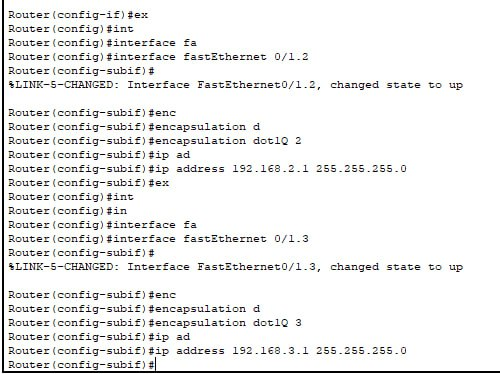 Router(config-if)#ex
Router(config)#int
Router(config)#interface fa
Router(config)#interface fastEthernet 0/1.2
Router(config-subif)#
%LINK-5-CHANGED: Interface FastEthernet0/1.2, changed state to up
Router(config-subif)#enc
Router(config-subif)#encapsulation d
Router(config-subif)#encapsulation dot1Q 2
Router(config-subif)#ip ad
Router(config-subif)#ip address 192.168.2.1 255.255.255.0
Router(config-subif)#ex
Router(config)#int
Router(config)#in
Router(config)#interface fa
Router(config)#interface fastEthernet 0/1.3
Router(config-subif)#
%LINK-5-CHANGED: Interface FastEthernet0/1.3, changed state to up
Router(config-subif)#enc
Router(config-subif)#encapsulation d
Router(config-subif)#encapsulation dot1Q 3
Router(config-subif)#ip ad
Router(config-subif)#ip address 192.168.3.1 255.255.255.0
Router(config-subif)#